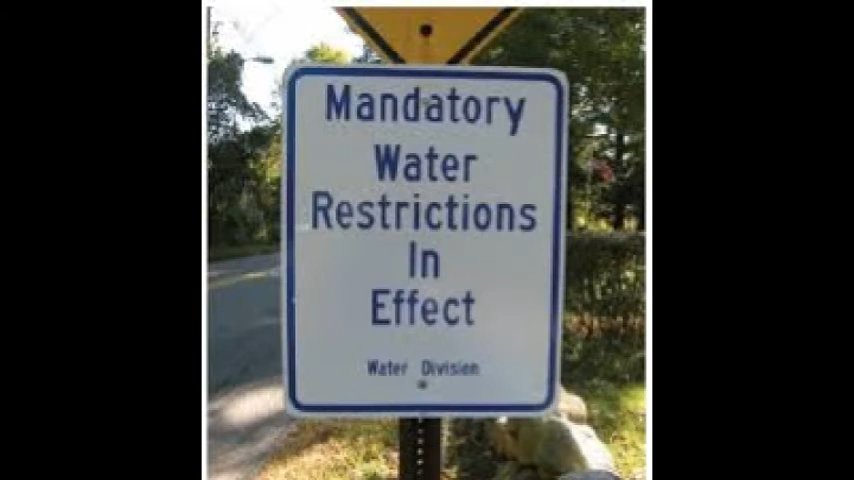 Mandatory
Water
Restrictions
In
Effect
Water Division